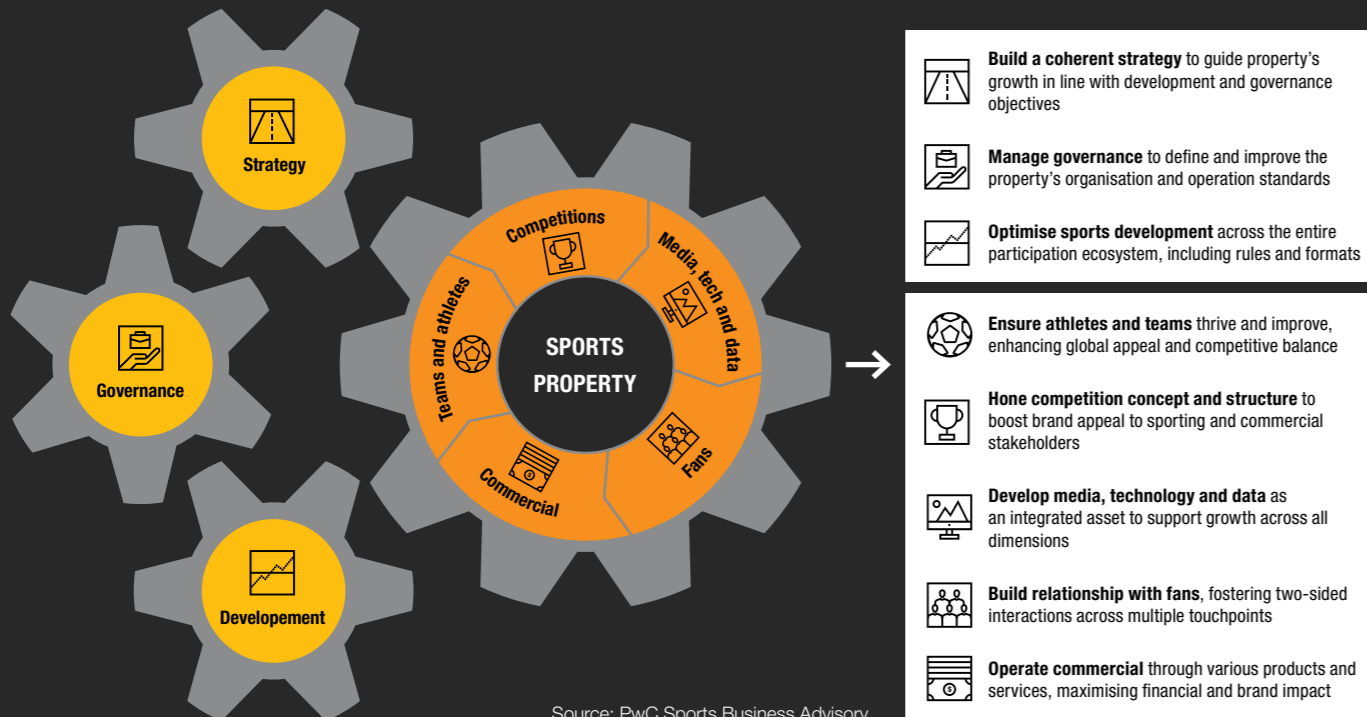 Strategy
Governance
Developement
Competitions
Media, tech and data
Fans
Commercial
Teams and athletes
SPORTS
PROPERTY
Build a coherent strategy to guide property's
growth in line with development and governance
objectives
Manage governance to define and improve the
property's organisation and operation standards
Optimise sports development across the entire
participation ecosystem, including rules and formats
Ensure athletes and teams thrive and improve,
enhancing global appeal and competitive balance
Hone competition concept and structure to
boost brand appeal to sporting and commercial
stakeholders
Develop media, technology and data as
an integrated asset to support growth across all
dimensions
Build relationship with fans, fostering two-sided
interactions across multiple touchpoints
Operate commercial through various products and
services, maximising financial and brand impact
Source: PwC Sports Business Advisory